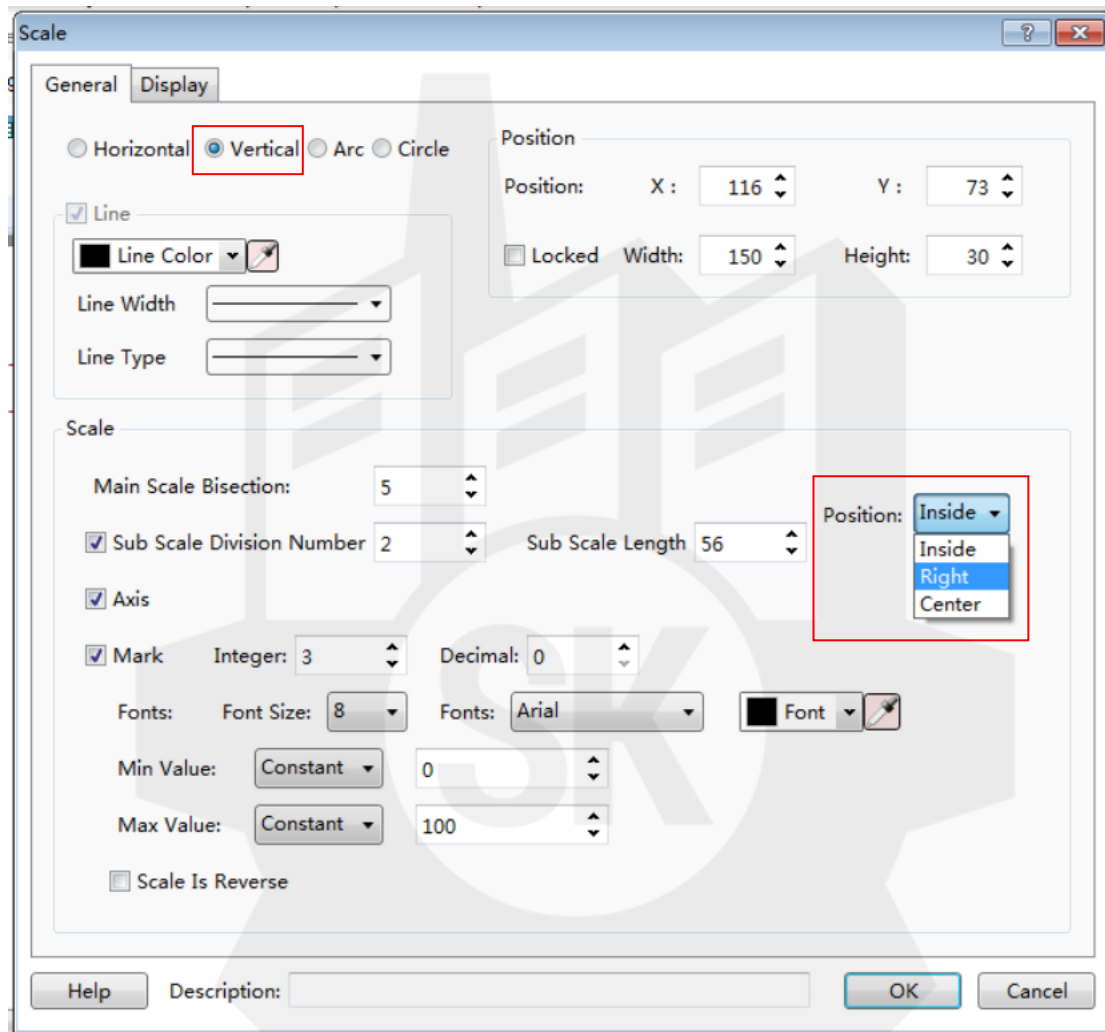 Scale
General Display
Horizontal Vertical Arc Circle
Position
Position: X : 116 Y : 73
Line
Line Color
Locked Width: 150 Height: 30
Line Width
Line Type
Scale
Main Scale Bisection: 5
Position: Inside
Sub Scale Division Number 2 Sub Scale Length 56
Inside
Right
Center
Axis
Mark Integer: 3 Decimal: 0
Fonts: Font Size: 8 Fonts: Arial Font
Min Value: Constant 0
Max Value: Constant 100
Scale Is Reverse
Help Description: OK Cancel
SK